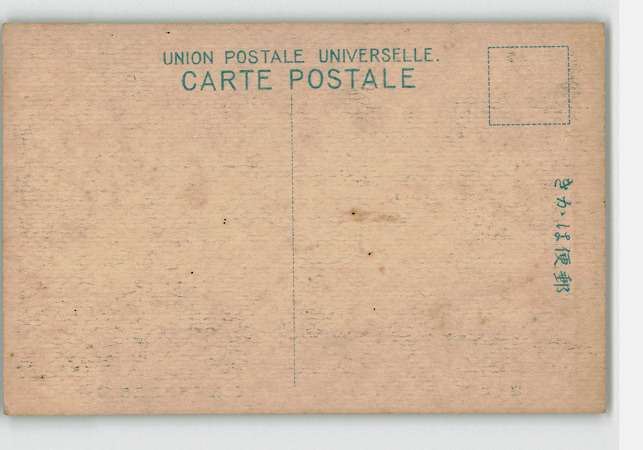 UNION POSTALE UNIVERSELLE.
CARTE POSTALE
きかは便郵